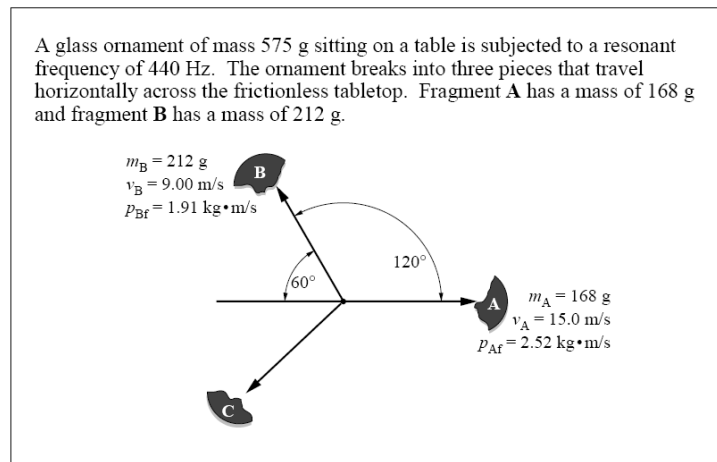 A glass ornament of mass 575 g sitting on a table is subjected to a resonant
frequency of 440 Hz.  The ornament breaks into three pieces that travel
horizontally across the frictionless tabletop.  Fragment A has a mass of 168 g
and fragment B has a mass of 212 g.
m_B = 212 g
v_B = 9.00 m/s
p_Bf = 1.91 kg•m/s
B
120°
60°
A
m_A = 168 g
v_A = 15.0 m/s
p_Af = 2.52 kg•m/s
C